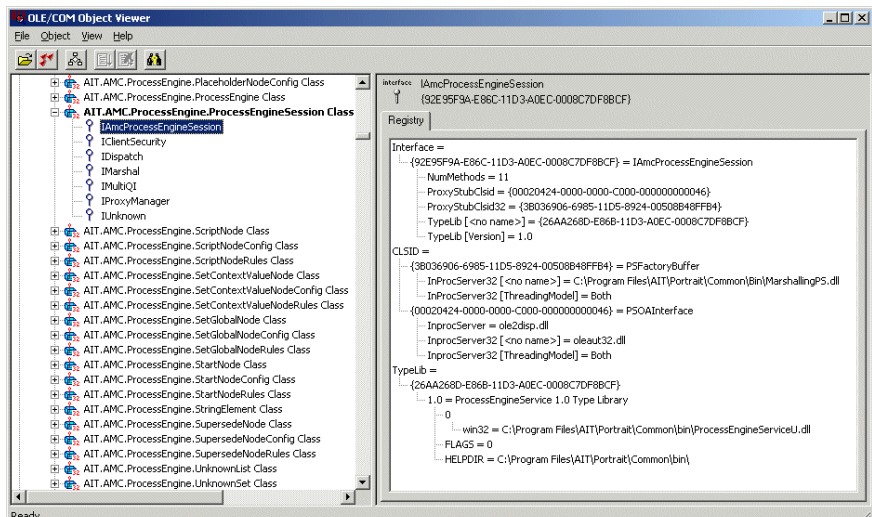 OLE/COM Object Viewer
File Object View Help
AIT.AMC.ProcessEngine.PlaceholderNodeConfig Class
AIT.AMC.ProcessEngine.ProcessEngine Class
AIT.AMC.ProcessEngine.ProcessEngineSession Class
IAmcProcessEngineSession
IClientSecurity
IDispatch
IMarshal
IMultiQI
IProxyManager
IUnknown
AIT.AMC.ProcessEngine.ScriptNode Class
AIT.AMC.ProcessEngine.ScriptNodeConfig Class
AIT.AMC.ProcessEngine.ScriptNodeRules Class
AIT.AMC.ProcessEngine.SetContextValueNode Class
AIT.AMC.ProcessEngine.SetContextValueNodeConfig Class
AIT.AMC.ProcessEngine.SetContextValueNodeRules Class
AIT.AMC.ProcessEngine.SetGlobalNode Class
AIT.AMC.ProcessEngine.SetGlobalNodeConfig Class
AIT.AMC.ProcessEngine.SetGlobalNodeRules Class
AIT.AMC.ProcessEngine.StartNode Class
AIT.AMC.ProcessEngine.StartNodeConfig Class
AIT.AMC.ProcessEngine.StartNodeRules Class
AIT.AMC.ProcessEngine.StringElement Class
AIT.AMC.ProcessEngine.SupersedeNode Class
AIT.AMC.ProcessEngine.SupersedeNodeConfig Class
AIT.AMC.ProcessEngine.SupersedeNodeRules Class
AIT.AMC.ProcessEngine.UnknownList Class
AIT.AMC.ProcessEngine.UnknownSet Class
interface IAmcProcessEngineSession
{92E95F9A-E86C-11D3-A0EC-0008C7DF8BCF}
Registry
Interface =
{92E95F9A-E86C-11D3-A0EC-0008C7DF8BCF} = IAmcProcessEngineSession
NumMethods = 11
ProxyStubClsid = {00020424-0000-0000-C000-000000000046}
ProxyStubClsid32 = {3B036906-6985-11D5-8924-00508B48FFB4}
TypeLib [<no name>] = {26AA268D-E86B-11D3-A0EC-0008C7DF8BCF}
TypeLib [Version] = 1.0
CLSID =
{3B036906-6985-11D5-8924-00508B48FFB4} = PSFactoryBuffer
InProcServer32 [<no name>] = C:\Program Files\AIT\Portrait\Common\Bin\MarshallingPS.dll
InProcServer32 [ThreadingModel] = Both
{00020424-0000-0000-C000-000000000046} = PSOAInterface
InprocServer = ole2disp.dll
InprocServer32 [<no name>] = oleaut32.dll
InprocServer32 [ThreadingModel] = Both
TypeLib =
{26AA268D-E86B-11D3-A0EC-0008C7DF8BCF}
1.0 = ProcessEngineService 1.0 Type Library
0
win32 = C:\Program Files\AIT\Portrait\Common\bin\ProcessEngineServiceU.dll
FLAGS = 0
HELPDIR = C:\Program Files\AIT\Portrait\Common\bin\
Ready